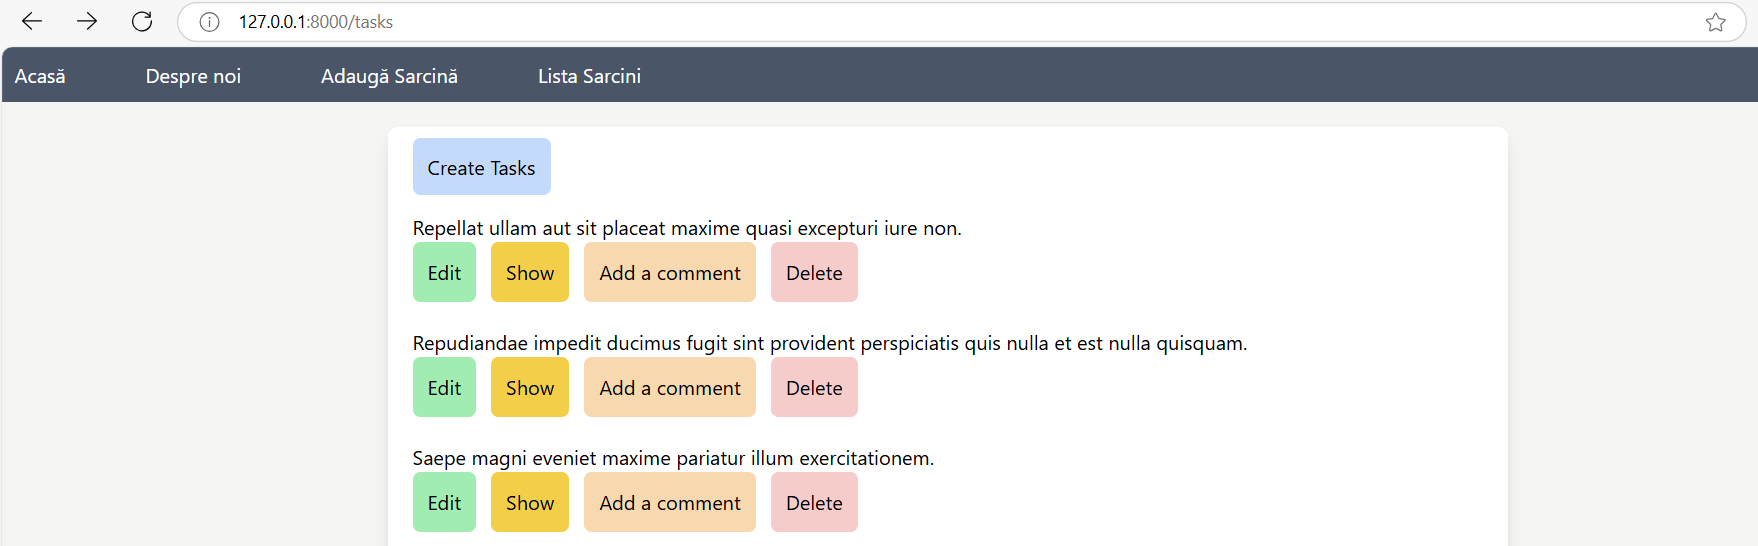 127.0.0.1:8000/tasks
Acasă Despre noi Adaugă Sarcină Lista Sarcini
Create Tasks
Repellat ullam aut sit placeat maxime quasi excepturi iure non.
Edit Show Add a comment Delete
Repudiandae impedit ducimus fugit sint provident perspiciatis quis nulla et est nulla quisquam.
Edit Show Add a comment Delete
Saepe magni eveniet maxime pariatur illum exercitationem.
Edit Show Add a comment Delete